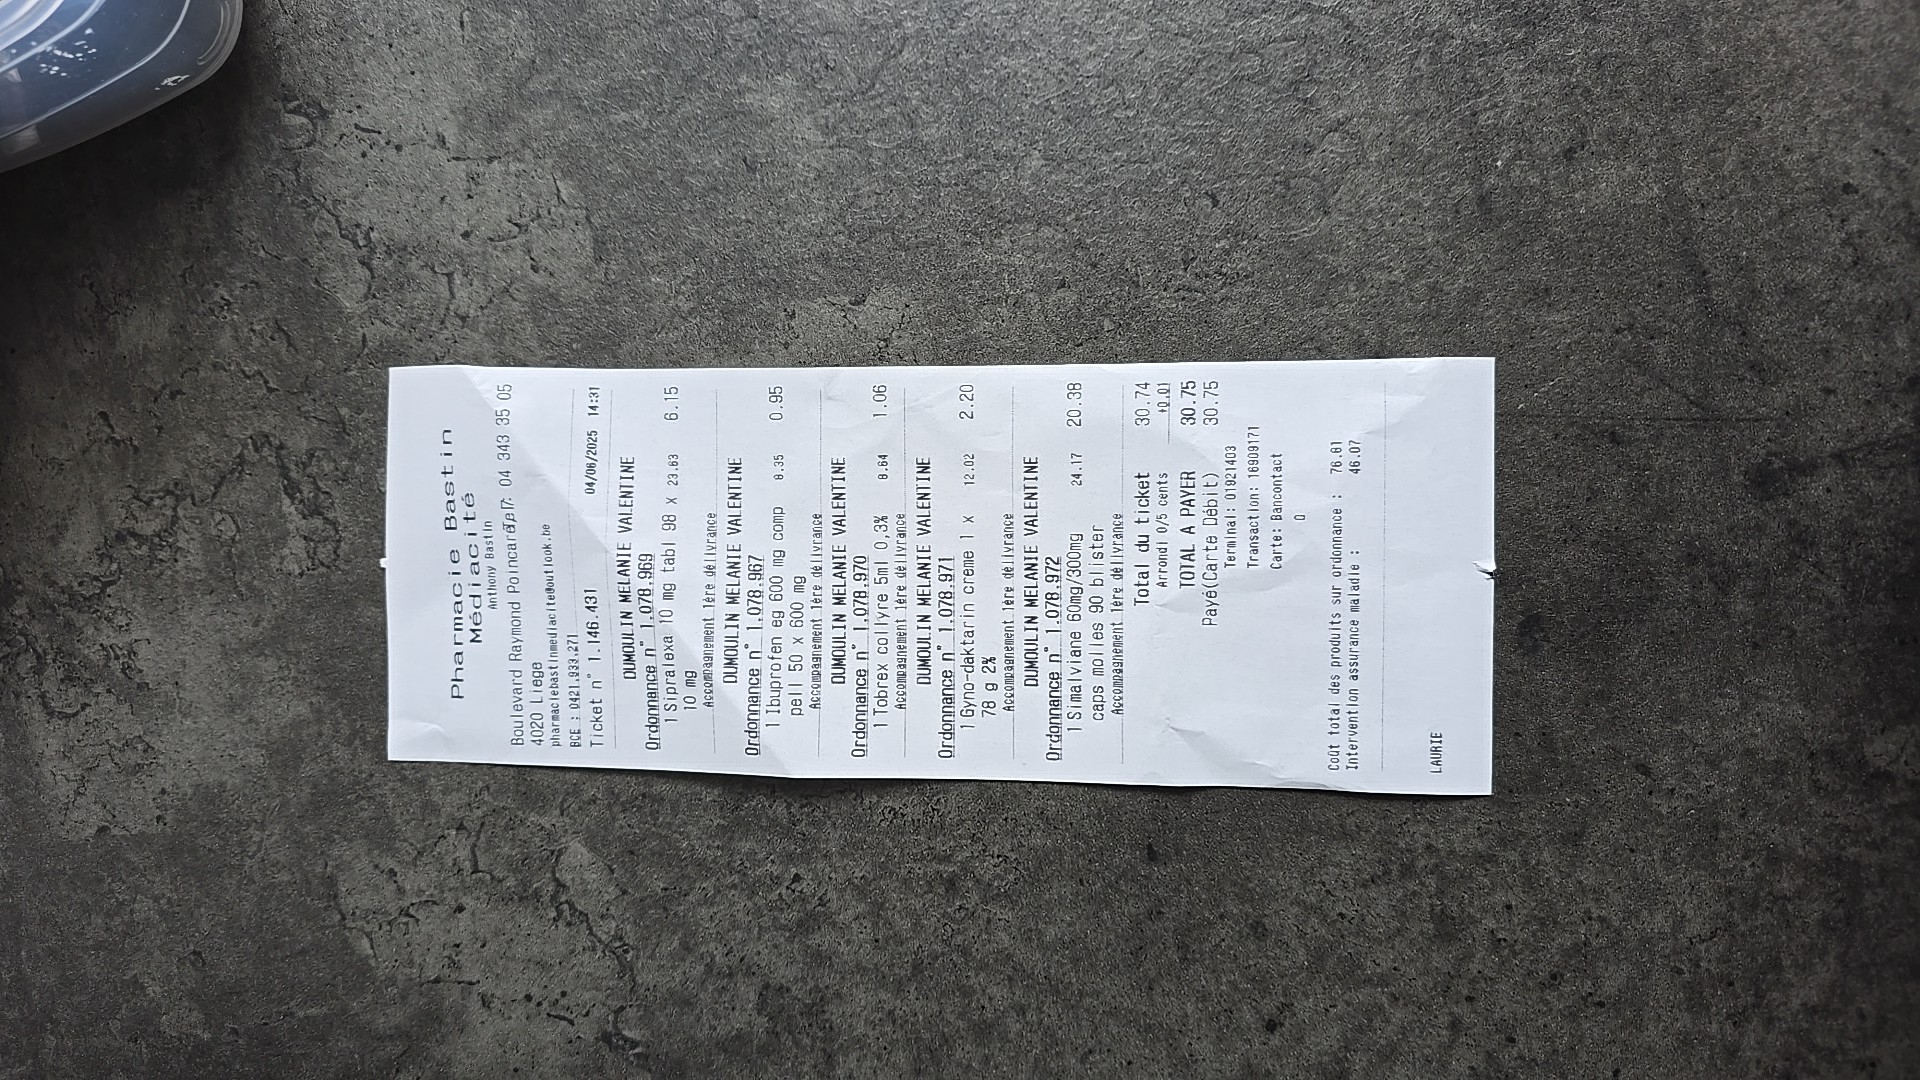 Pharmacie Bastin
Médiacité
Anthony Bastin
Boulevard Raymond Poincaré 04 343 35 05
4020 Liege
pharmaciebastinmediacite@outlook.be
BCE : 0421.933.271
Ticket n° 1.146.431 04/06/2025 14:31
DUMOULIN MELANIE VALENTINE
Ordonnance n° 1.078.969
1 Sipralexa 10 mg tabl 98 X 23.63 6.15
10 mg
Accompagnement 1ère délivrance
DUMOULIN MELANIE VALENTINE
Ordonnance n° 1.078.967
1 Ibuprofen eg 600 mg comp 8.35 0.95
pell 50 x 600 mg
Accompagnement 1ère délivrance
DUMOULIN MELANIE VALENTINE
Ordonnance n° 1.078.970
1 Tobrex collyre 5ml 0,3% 8.64 1.06
Accompagnement 1ère délivrance
DUMOULIN MELANIE VALENTINE
Ordonnance n° 1.078.971
1 Gyno-daktarin creme 1 x 12.02 2.20
78 g 2%
Accompagnement 1ère délivrance
DUMOULIN MELANIE VALENTINE
Ordonnance n° 1.078.972
1 Simalviane 60mg/300mg 24.17 20.38
caps molles 90 blister
Accompagnement 1ère délivrance
Total du ticket 30.74
Arrondi 0/5 cents +0.01
TOTAL A PAYER 30.75
Payé(Carte Débit) 30.75
Terminal: 01921403
Transaction: 16909171
Carte: Bancontact
0
Coût total des produits sur ordonnance : 76.81
Intervention assurance maladie : 46.07
LAURIE